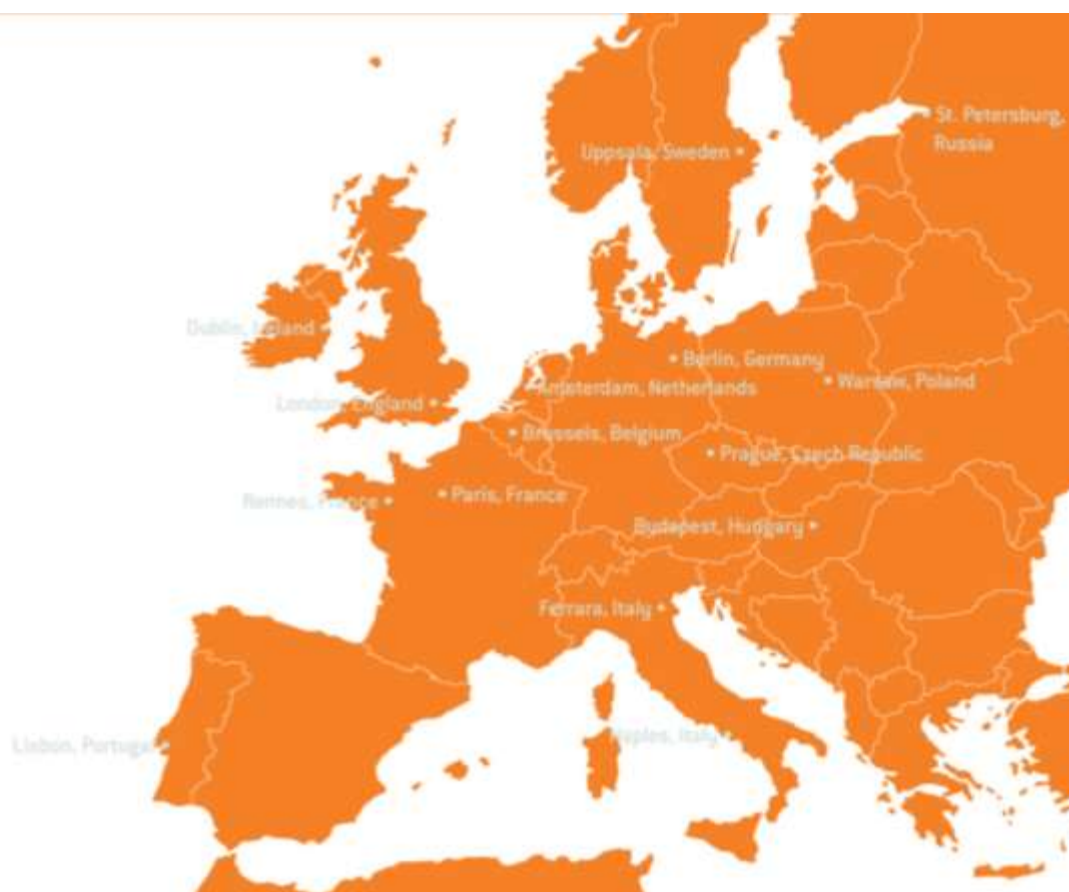 St. Petersburg,
Russia
Uppsala, Sweden
Dublin, Ireland
Berlin, Germany
Warsaw, Poland
Amsterdam, Netherlands
London, England
Brussels, Belgium
Prague, Czech Republic
Rennes, France
Paris, France
Budapest, Hungary
Ferrara, Italy
Naples, Italy
Lisbon, Portugal